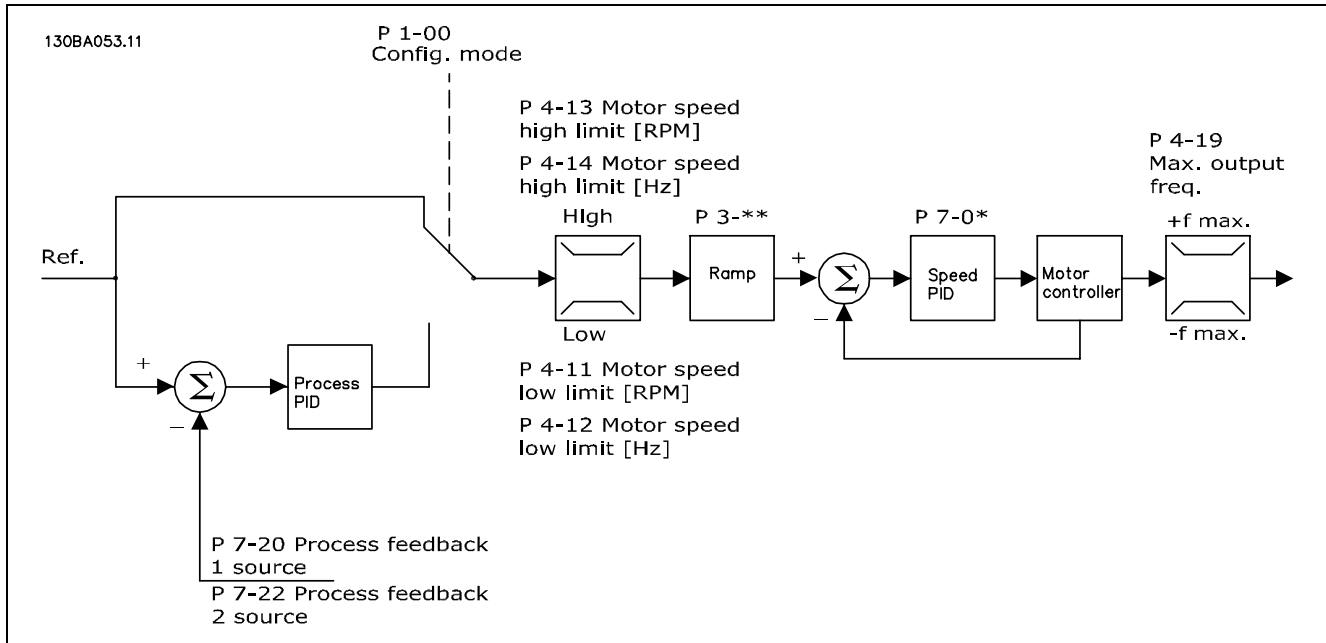 130BA053.11
P 1-00
Config. mode
P 4-13 Motor speed
high limit [RPM]
P 4-14 Motor speed
high limit [Hz]
P 4-19
Max. output
freq.
HIgh
P 3-**
P 7-0*
+f max.
Ref.
Ramp
+
Σ
−
Speed
PID
Motor
controller
Low
-f max.
+
Σ
−
Process
PID
P 4-11 Motor speed
low limit [RPM]
P 4-12 Motor speed
low limit [Hz]
P 7-20 Process feedback
1 source
P 7-22 Process feedback
2 source